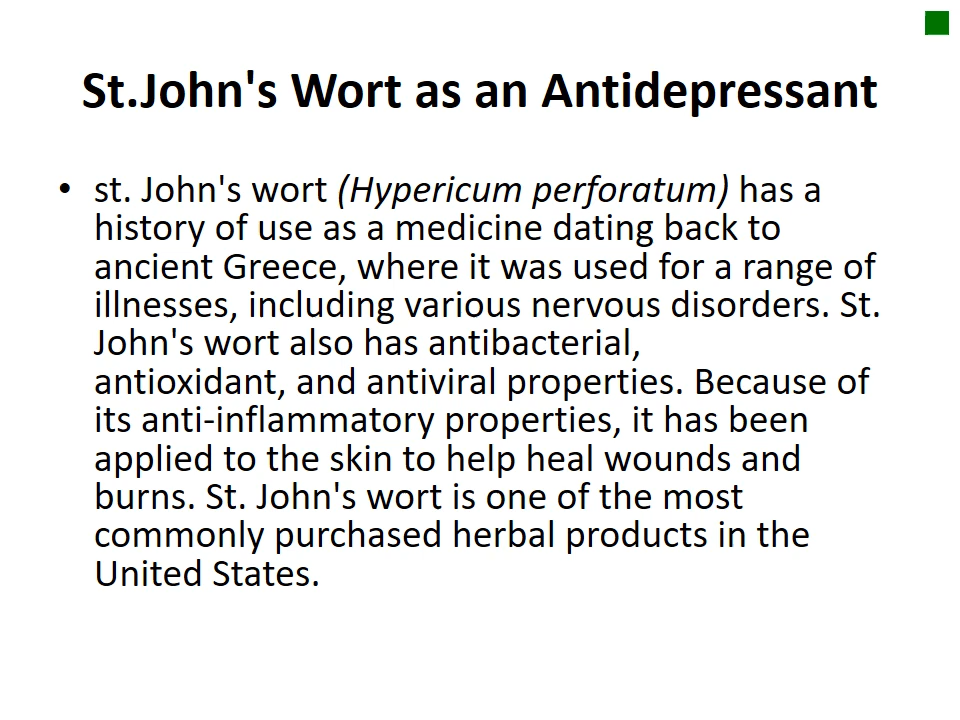 St.John's Wort as an Antidepressant
• st. John's wort (Hypericum perforatum) has a
history of use as a medicine dating back to
ancient Greece, where it was used for a range of
illnesses, including various nervous disorders. St.
John's wort also has antibacterial,
antioxidant, and antiviral properties. Because of
its anti-inflammatory properties, it has been
applied to the skin to help heal wounds and
burns. St. John's wort is one of the most
commonly purchased herbal products in the
United States.